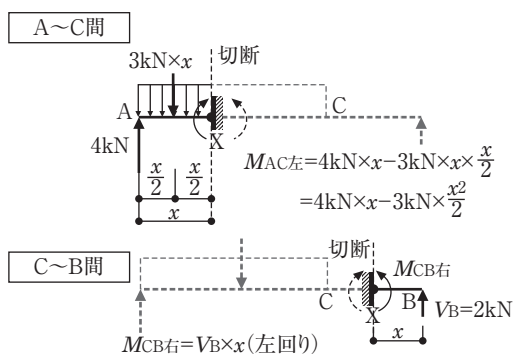 A～C間
切断
3kN×x
A
C
X
4kN
MAC左=4kN×x−3kN×x×x/2
=4kN×x−3kN×x²/2
x/2
x/2
x
C～B間
切断
MCB右
C
B
X
VB=2kN
x
MCB右=VB×x(左回り)